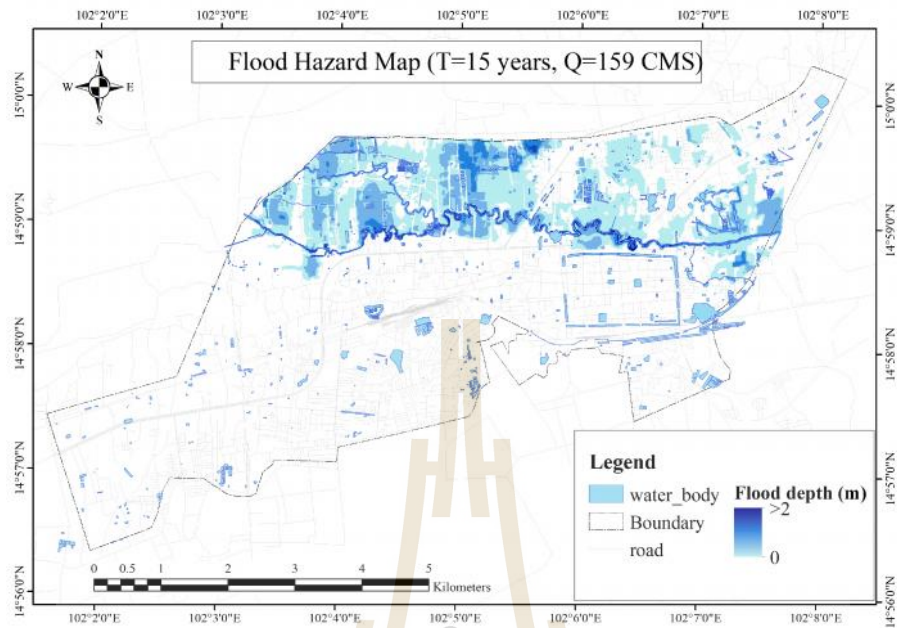 102°2'0"E 102°3'0"E 102°4'0"E 102°5'0"E 102°6'0"E 102°7'0"E 102°8'0"E
Flood Hazard Map (T=15 years, Q=159 CMS)
N
W E
S
15°0'0"N 15°0'0"N
14°59'0"N 14°59'0"N
14°58'0"N 14°58'0"N
14°57'0"N 14°57'0"N
14°56'0"N 14°56'0"N
Legend
water_body
Boundary
road
Flood depth (m)
>2
0
0 0.5 1 2 3 4 5
Kilometers
102°2'0"E 102°3'0"E 102°4'0"E 102°5'0"E 102°6'0"E 102°7'0"E 102°8'0"E